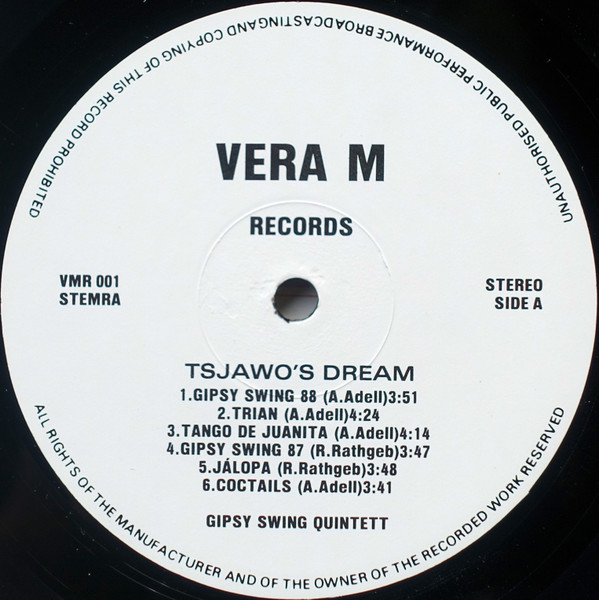 UNAUTHORISED PUBLIC PERFORMANCE BROADCASTING AND COPYING OF THIS RECORD PROHIBITED
VERA M
RECORDS
VMR 001
STEMRA
STEREO
SIDE A
TSJAWO'S DREAM
1.GIPSY SWING 88 (A.Adell)3:51
2.TRIAN (A.Adell)4:24
3.TANGO DE JUANITA (A.Adell)4:14
4.GIPSY SWING 87 (R.Rathgeb)3:47
5.JÁLOPA (R.Rathgeb)3:48
6.COCTAILS (A.Adell)3:41
GIPSY SWING QUINTETT
ALL RIGHTS OF THE MANUFACTURER AND OF THE OWNER OF THE RECORDED WORK RESERVED